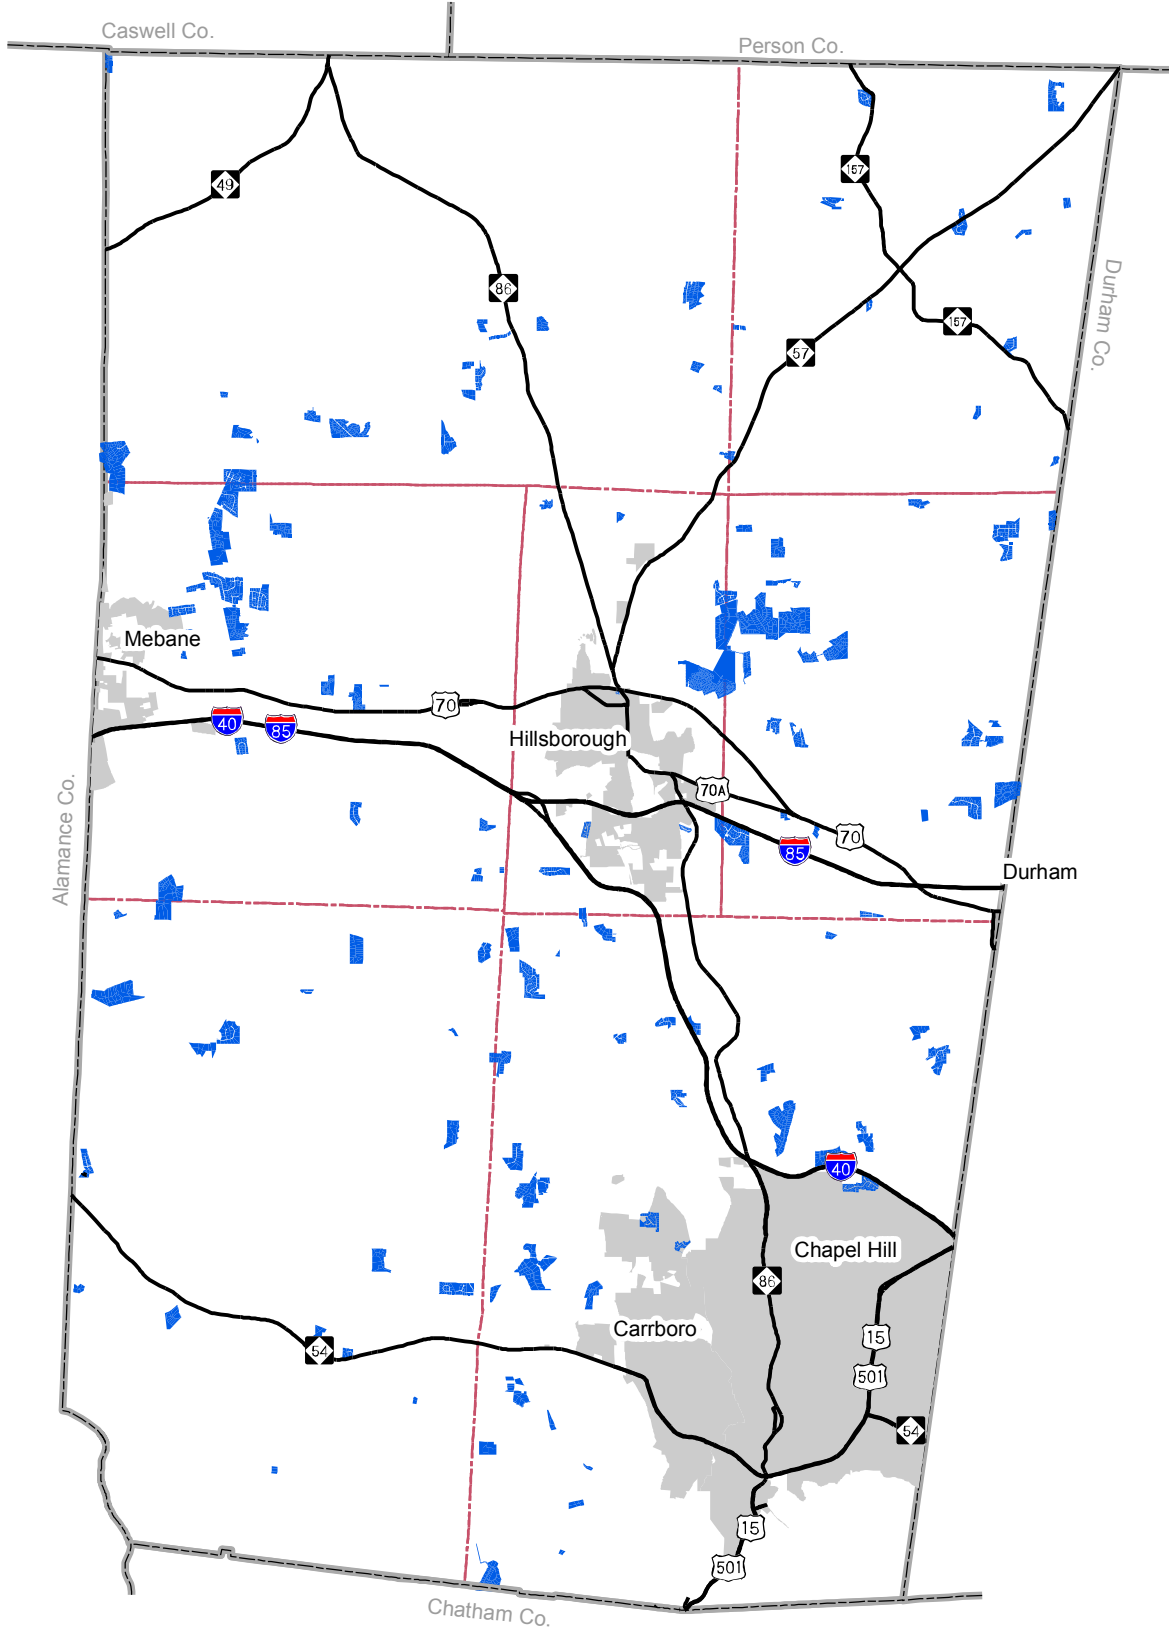 Caswell Co.
Person Co.
157
49
Durham Co.
86
157
57
Mebane
70
40
85
Hillsborough
70A
70
85
Alamance Co.
Durham
40
Chapel Hill
86
Carrboro
15
54
501
54
15
501
Chatham Co.